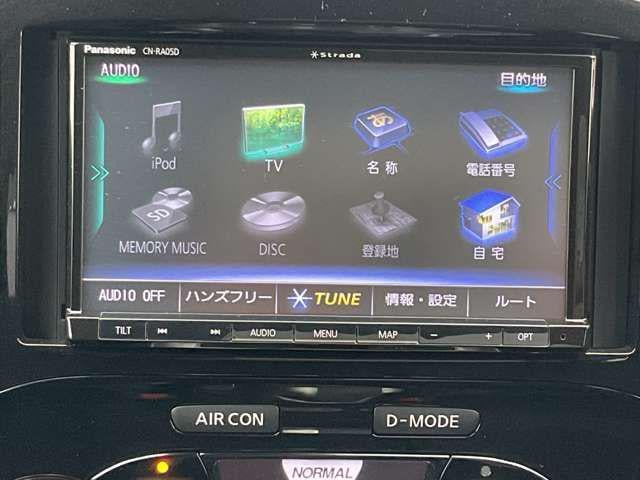 Panasonic CN-RA05D
Strada
AUDIO 目的地
iPod TV 名称 電話番号
MEMORY MUSIC DISC 登録地 自宅
SD
あ
AUDIO OFF ハンズフリー TUNE 情報・設定 ルート
TILT AUDIO MENU MAP − + OPT
AIR CON D-MODE
NORMAL